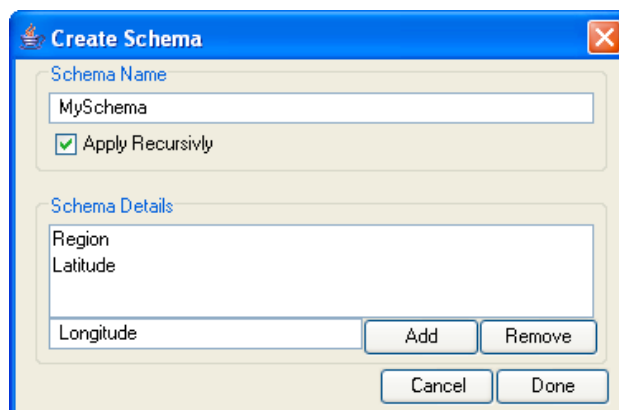 Create Schema
Schema Name
MySchema
Apply Recursivly
Schema Details
Region
Latitude
Longitude Add Remove
Cancel Done